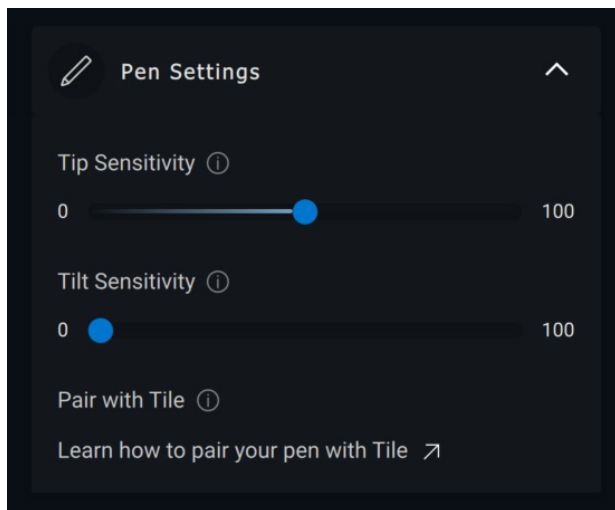 Pen Settings
Tip Sensitivity
0 100
Tilt Sensitivity
0 100
Pair with Tile
Learn how to pair your pen with Tile